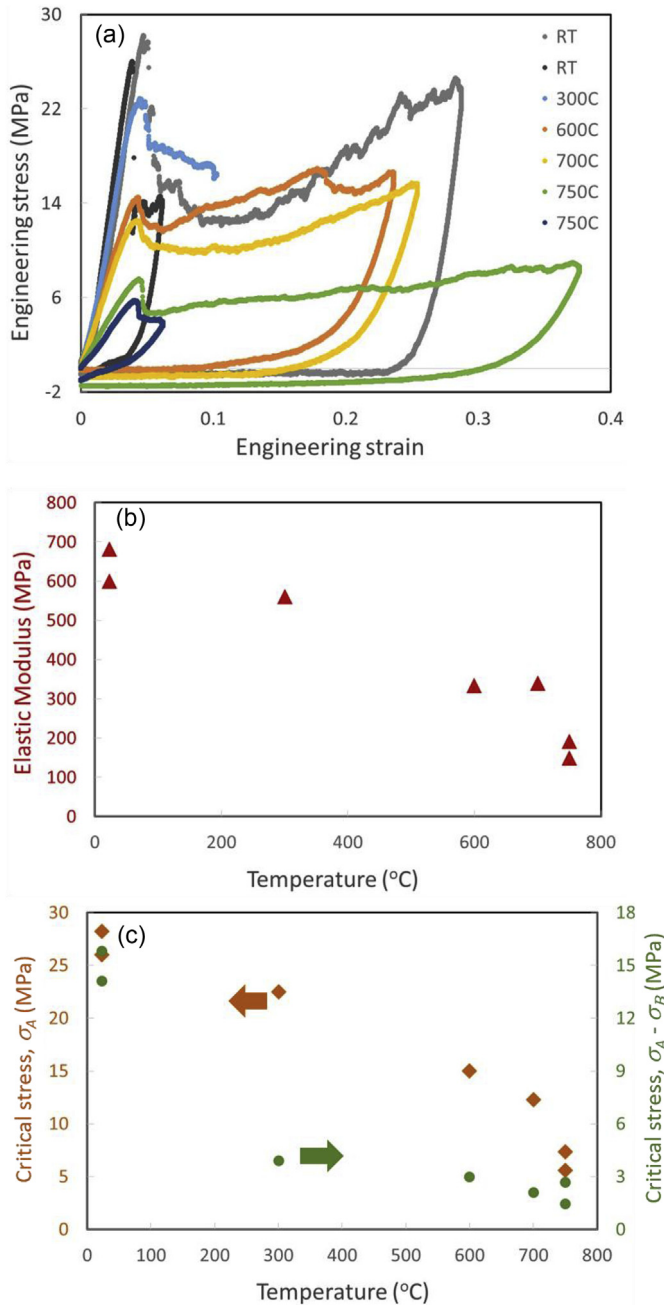 (a)
Engineering stress (MPa)
30
22
14
6
-2
RT
RT
300C
600C
700C
750C
750C
0 0.1 0.2 0.3 0.4
Engineering strain
(b)
Elastic Modulus (MPa)
800
700
600
500
400
300
200
100
0
0 200 400 600 800
Temperature (°C)
(c)
Critical stress, σA (MPa)
30
25
20
15
10
5
0
18
15
12
9
6
3
0
Critical stress, σA - σB (MPa)
0 100 200 300 400 500 600 700 800
Temperature (°C)